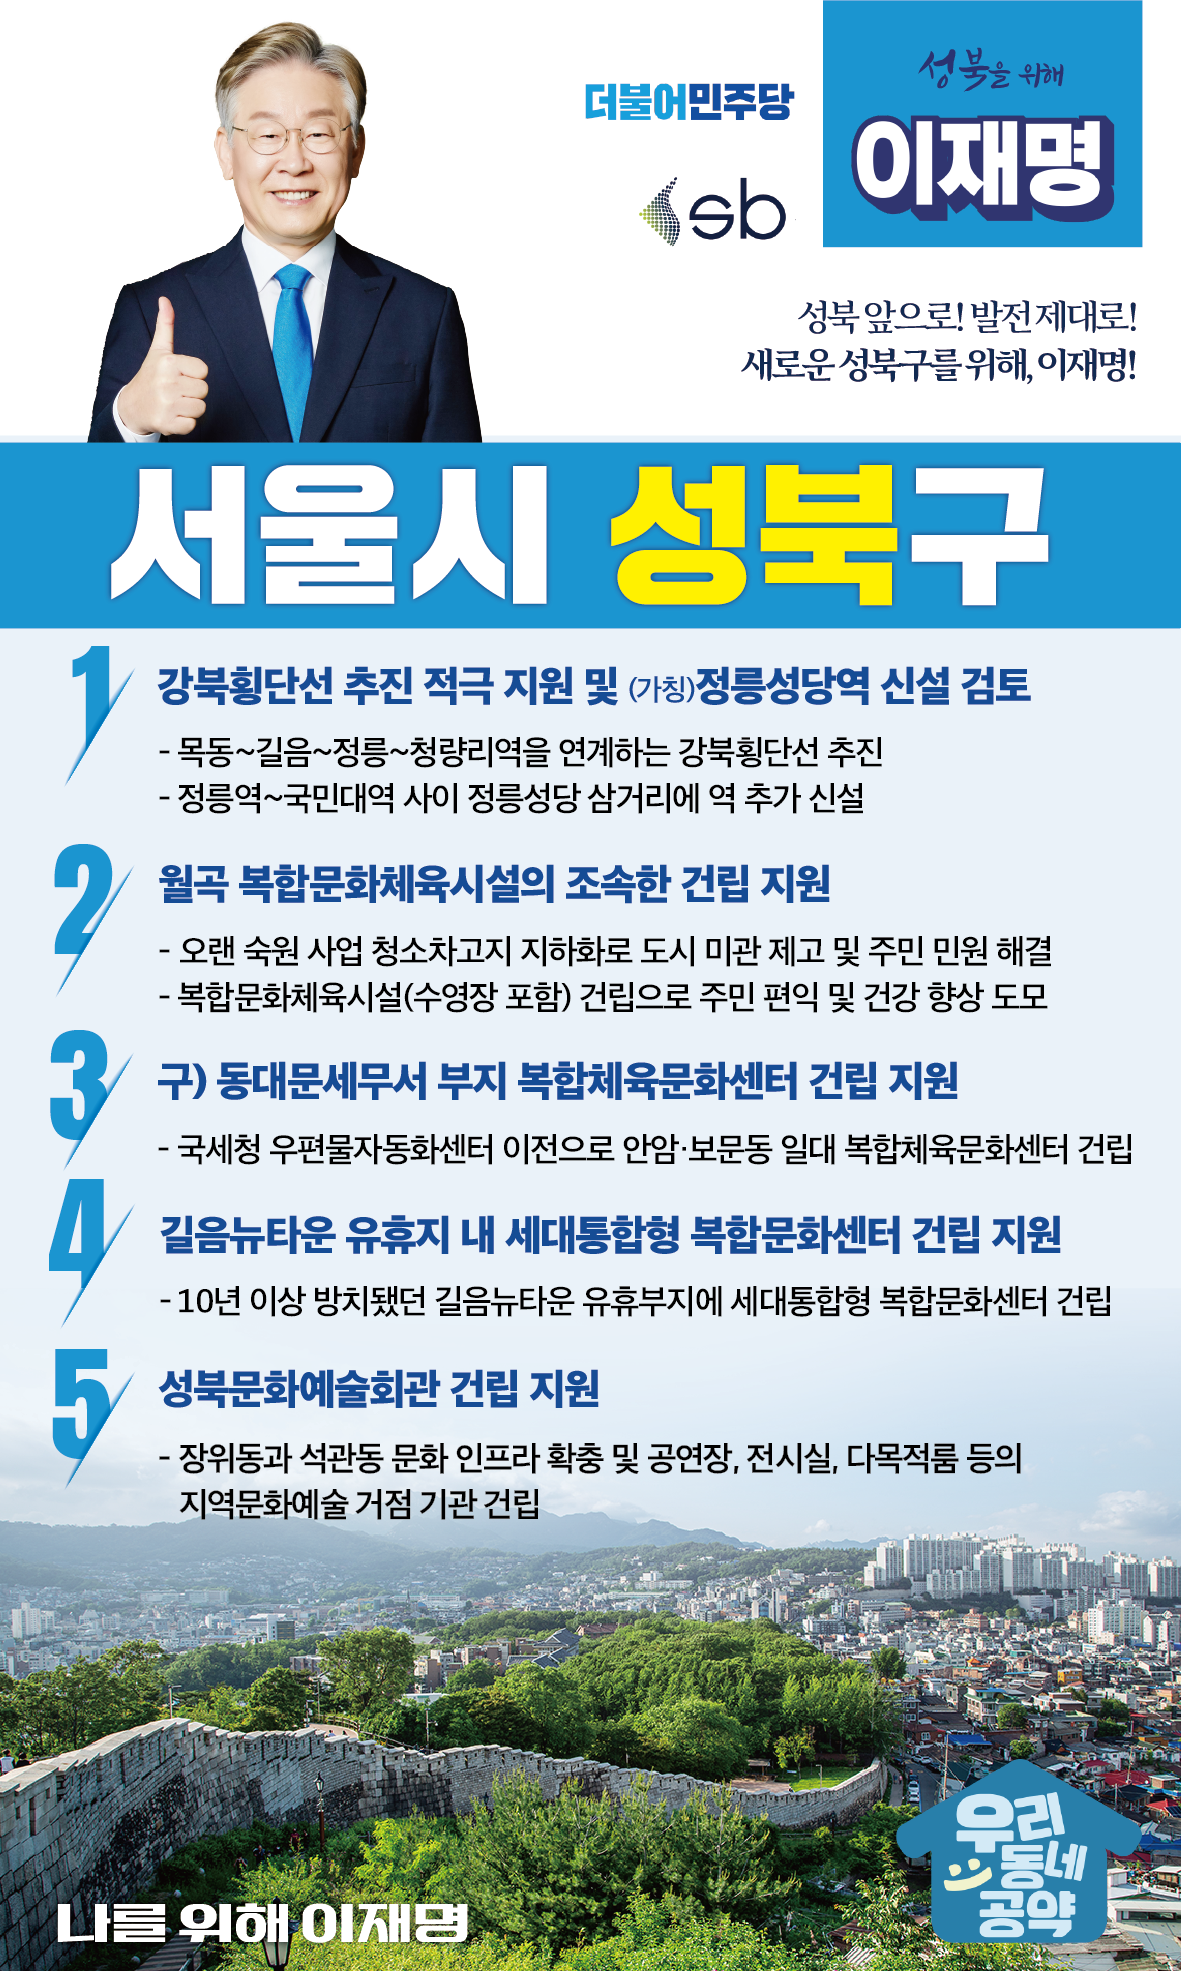 더불어민주당
sb
성북을 위해
이재명
성북 앞으로! 발전 제대로!
새로운 성북구를 위해, 이재명!
서울시 성북구
1
강북횡단선 추진 적극 지원 및 (가칭)정릉성당역 신설 검토
- 목동~길음~정릉~청량리역을 연계하는 강북횡단선 추진
- 정릉역~국민대역 사이 정릉성당 삼거리에 역 추가 신설
2
월곡 복합문화체육시설의 조속한 건립 지원
- 오랜 숙원 사업 청소차고지 지하화로 도시 미관 제고 및 주민 민원 해결
- 복합문화체육시설(수영장 포함) 건립으로 주민 편익 및 건강 향상 도모
3
구) 동대문세무서 부지 복합체육문화센터 건립 지원
- 국세청 우편물자동화센터 이전으로 안암·보문동 일대 복합체육문화센터 건립
4
길음뉴타운 유휴지 내 세대통합형 복합문화센터 건립 지원
- 10년 이상 방치됐던 길음뉴타운 유휴부지에 세대통합형 복합문화센터 건립
5
성북문화예술회관 건립 지원
- 장위동과 석관동 문화 인프라 확충 및 공연장, 전시실, 다목적룸 등의
지역문화예술 거점 기관 건립
우리
동네
공약
나를 위해 이재명